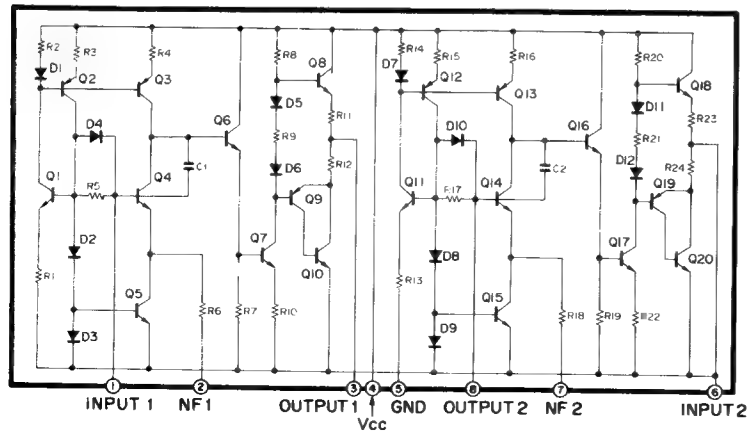 R2 R3 R4 R8 Q8 R14 R15 R16 R20
D1 Q2 Q3 D7 Q12 Q13 D11 Q18
D5 R11 R23
D4 Q6 R9 D10 Q16 R21
C1 D6 R12 C2 D12 R24
Q1 R5 Q4 Q9 Q11 R17 Q14 Q19
D2 Q7 Q10 D8 Q17 Q20
R1 Q5 R13 Q15
D3 R6 R7 R10 D9 R18 R19 R22
1 2 3 4 5 8 7 6
INPUT 1 NF1 OUTPUT1 GND OUTPUT 2 NF 2 INPUT 2
Vcc